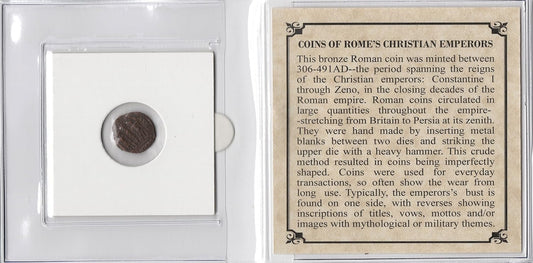 COINS OF ROME'S CHRISTIAN EMPERORS
This bronze Roman coin was minted between
306-491AD--the period spanning the reigns
of the Christian emperors: Constantine I
through Zeno, in the closing decades of the
Roman empire. Roman coins circulated in
large quantities throughout the empire-
-stretching from Britain to Persia at its zenith.
They were hand made by inserting metal
blanks between two dies and striking the
upper die with a heavy hammer. This crude
method resulted in coins being imperfectly
shaped. Coins were used for everyday
transactions, so often show the wear from
long use. Typically, the emperors's bust is
found on one side, with reverses showing
inscriptions of titles, vows, mottos and/or
images with mythological or military themes.